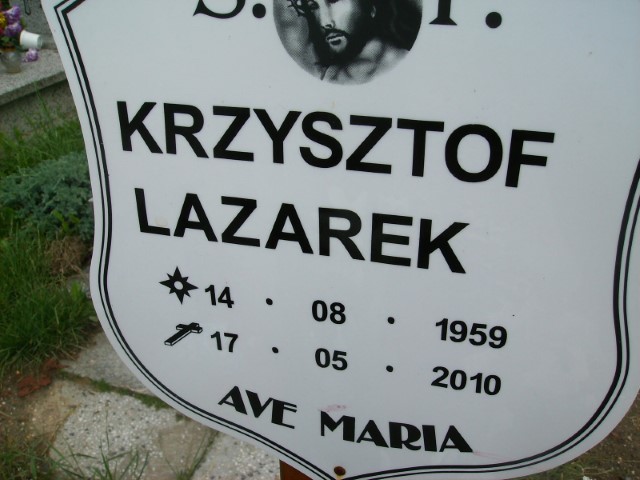 S. P.
KRZYSZTOF
LAZAREK
14 . 08 . 1959
17 . 05 . 2010
AVE MARIA